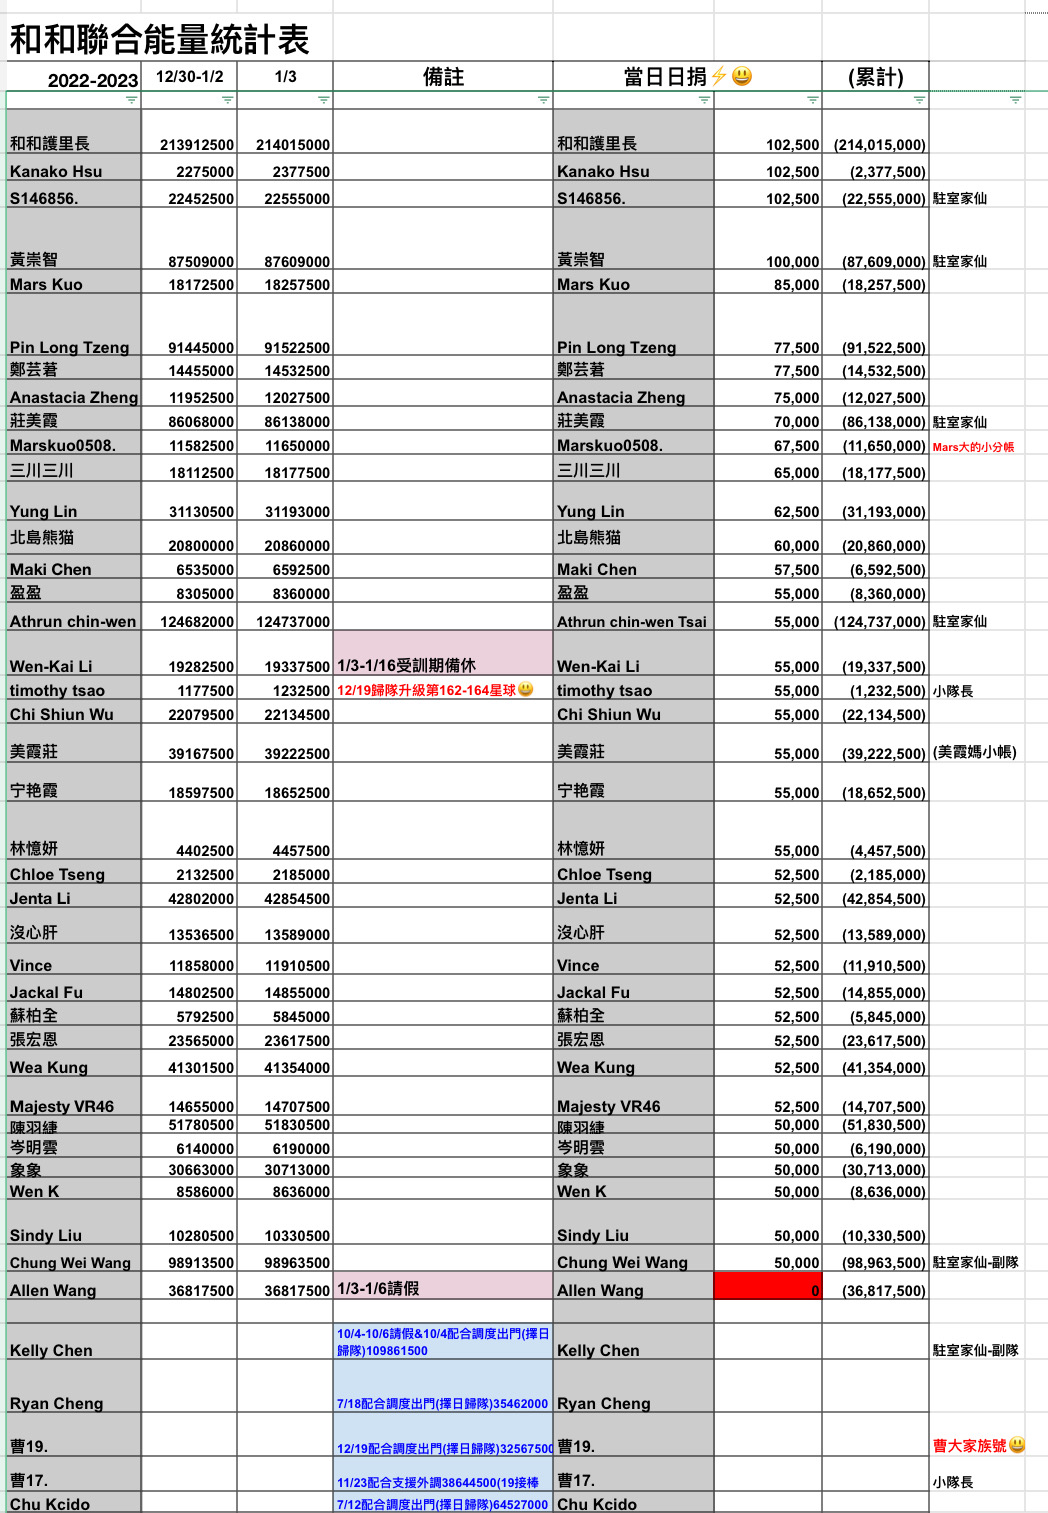 和和聯合能量統計表
2022-2023 12/30-1/2 1/3 備註 當日日捐⚡😃 (累計)
和和護里長 213912500 214015000 和和護里長 102,500 (214,015,000)
Kanako Hsu 2275000 2377500 Kanako Hsu 102,500 (2,377,500)
S146856. 22452500 22555000 S146856. 102,500 (22,555,000) 駐室家仙
黃崇智 87509000 87609000 黃崇智 100,000 (87,609,000) 駐室家仙
Mars Kuo 18172500 18257500 Mars Kuo 85,000 (18,257,500)
Pin Long Tzeng 91445000 91522500 Pin Long Tzeng 77,500 (91,522,500)
鄭芸著 14455000 14532500 鄭芸著 77,500 (14,532,500)
Anastacia Zheng 11952500 12027500 Anastacia Zheng 75,000 (12,027,500)
莊美霞 86068000 86138000 莊美霞 70,000 (86,138,000) 駐室家仙
Marskuo0508. 11582500 11650000 Marskuo0508. 67,500 (11,650,000) Mars大的小分帳
三川三川 18112500 18177500 三川三川 65,000 (18,177,500)
Yung Lin 31130500 31193000 Yung Lin 62,500 (31,193,000)
北島熊猫 20800000 20860000 北島熊猫 60,000 (20,860,000)
Maki Chen 6535000 6592500 Maki Chen 57,500 (6,592,500)
盈盈 8305000 8360000 盈盈 55,000 (8,360,000)
Athrun chin-wen 124682000 124737000 Athrun chin-wen Tsai 55,000 (124,737,000) 駐室家仙
Wen-Kai Li 19282500 19337500 1/3-1/16受訓期備休 Wen-Kai Li 55,000 (19,337,500)
timothy tsao 1177500 1232500 12/19歸隊升級第162-164星球😃 timothy tsao 55,000 (1,232,500) 小隊長
Chi Shiun Wu 22079500 22134500 Chi Shiun Wu 55,000 (22,134,500)
美霞莊 39167500 39222500 美霞莊 55,000 (39,222,500) (美霞媽小帳)
宁艳霞 18597500 18652500 宁艳霞 55,000 (18,652,500)
林憶妍 4402500 4457500 林憶妍 55,000 (4,457,500)
Chloe Tseng 2132500 2185000 Chloe Tseng 52,500 (2,185,000)
Jenta Li 42802000 42854500 Jenta Li 52,500 (42,854,500)
沒心肝 13536500 13589000 沒心肝 52,500 (13,589,000)
Vince 11858000 11910500 Vince 52,500 (11,910,500)
Jackal Fu 14802500 14855000 Jackal Fu 52,500 (14,855,000)
蘇柏全 5792500 5845000 蘇柏全 52,500 (5,845,000)
張宏恩 23565000 23617500 張宏恩 52,500 (23,617,500)
Wea Kung 41301500 41354000 Wea Kung 52,500 (41,354,000)
Majesty VR46 14655000 14707500 Majesty VR46 52,500 (14,707,500)
陳羽緁 51780500 51830500 陳羽緁 50,000 (51,830,500)
岑明雲 6140000 6190000 岑明雲 50,000 (6,190,000)
象象 30663000 30713000 象象 50,000 (30,713,000)
Wen K 8586000 8636000 Wen K 50,000 (8,636,000)
Sindy Liu 10280500 10330500 Sindy Liu 50,000 (10,330,500)
Chung Wei Wang 98913500 98963500 Chung Wei Wang 50,000 (98,963,500) 駐室家仙-副隊
Allen Wang 36817500 36817500 1/3-1/6請假 Allen Wang 0 (36,817,500)
10/4-10/6請假&10/4配合調度出門(擇日
Kelly Chen 歸隊)109861500 Kelly Chen 駐室家仙-副隊
Ryan Cheng 7/18配合調度出門(擇日歸隊)35462000 Ryan Cheng
曹19. 12/19配合調度出門(擇日歸隊)32567500 曹19. 曹大家族號😃
曹17. 11/23配合支援外調38644500(19接棒 曹17. 小隊長
Chu Kcido 7/12配合調度出門(擇日歸隊)64527000 Chu Kcido